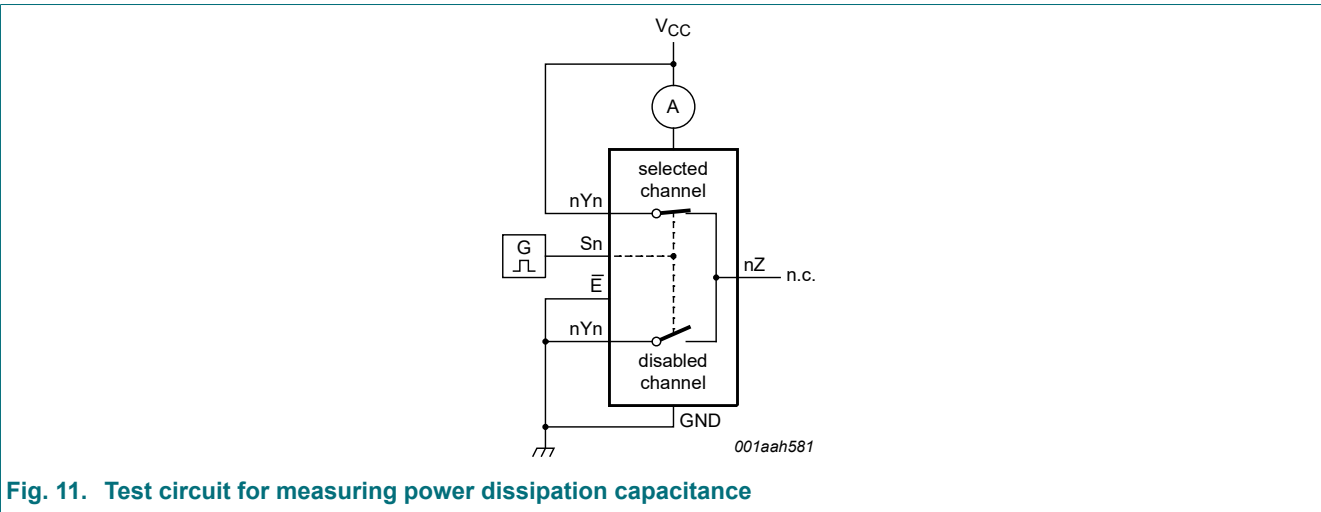 VCC
A
selected
channel
nYn
G
Sn
E̅
nZ
n.c.
nYn
disabled
channel
GND
001aah581
Fig. 11. Test circuit for measuring power dissipation capacitance